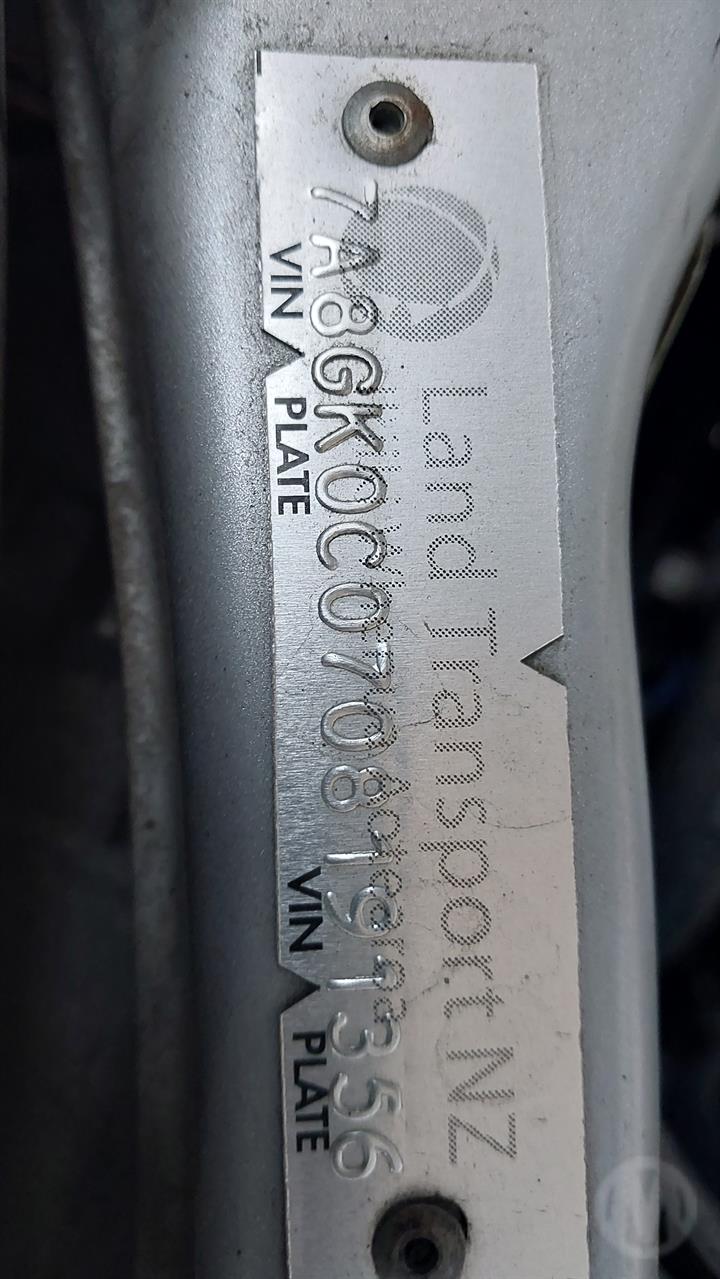 Land Transport NZ
7A8GK0C0708191356
VIN PLATE VIN PLATE
M